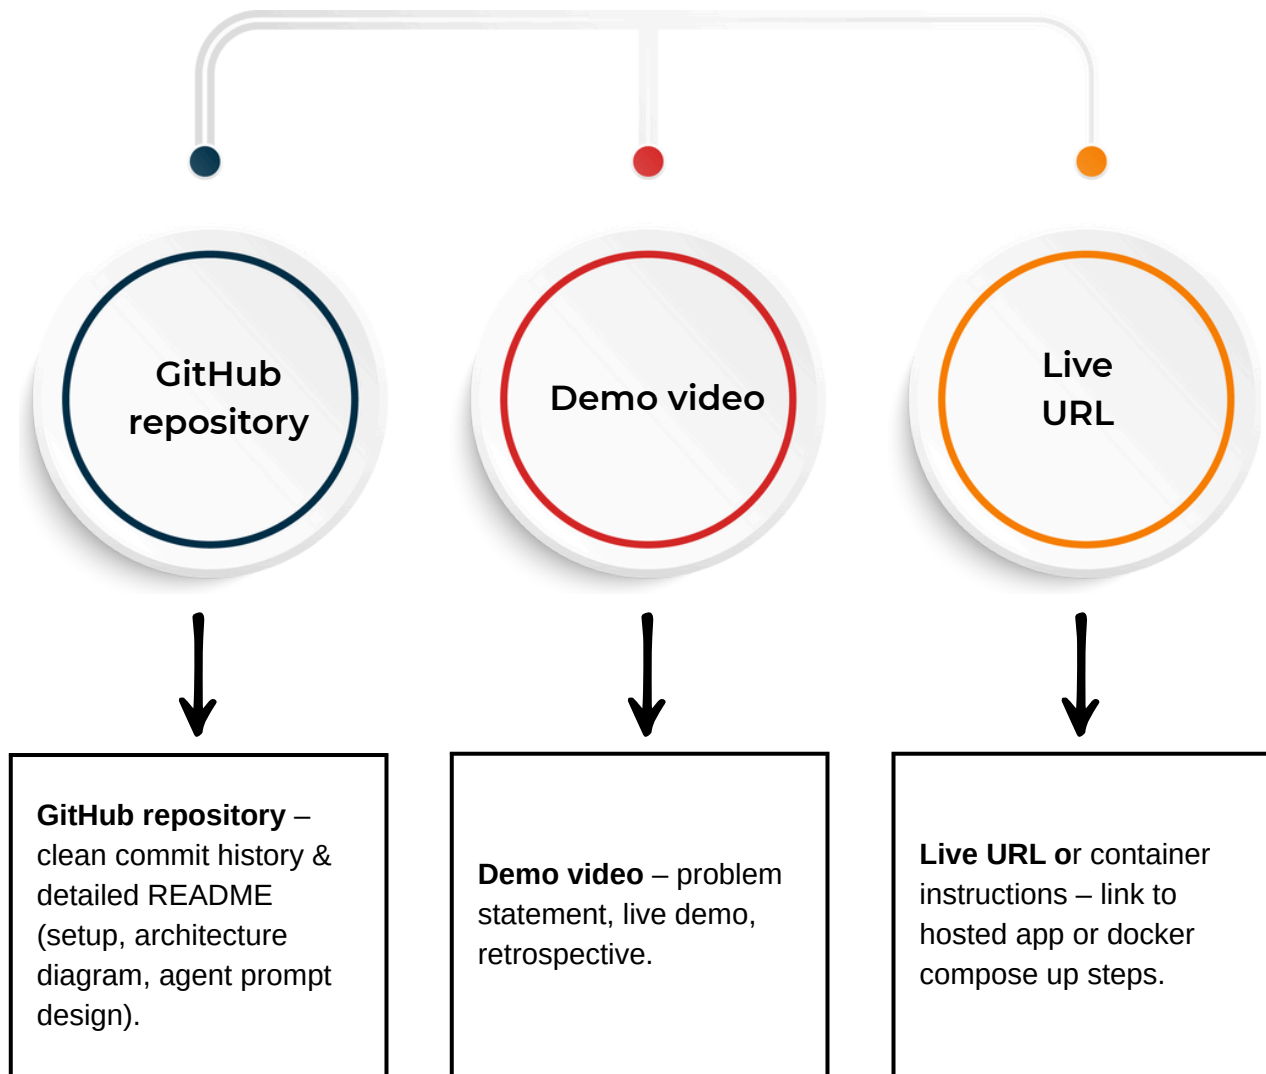 GitHub
repository
Demo video
Live
URL
GitHub repository –
clean commit history &
detailed README
(setup, architecture
diagram, agent prompt
design).
Demo video – problem
statement, live demo,
retrospective.
Live URL or container
instructions – link to
hosted app or docker
compose up steps.